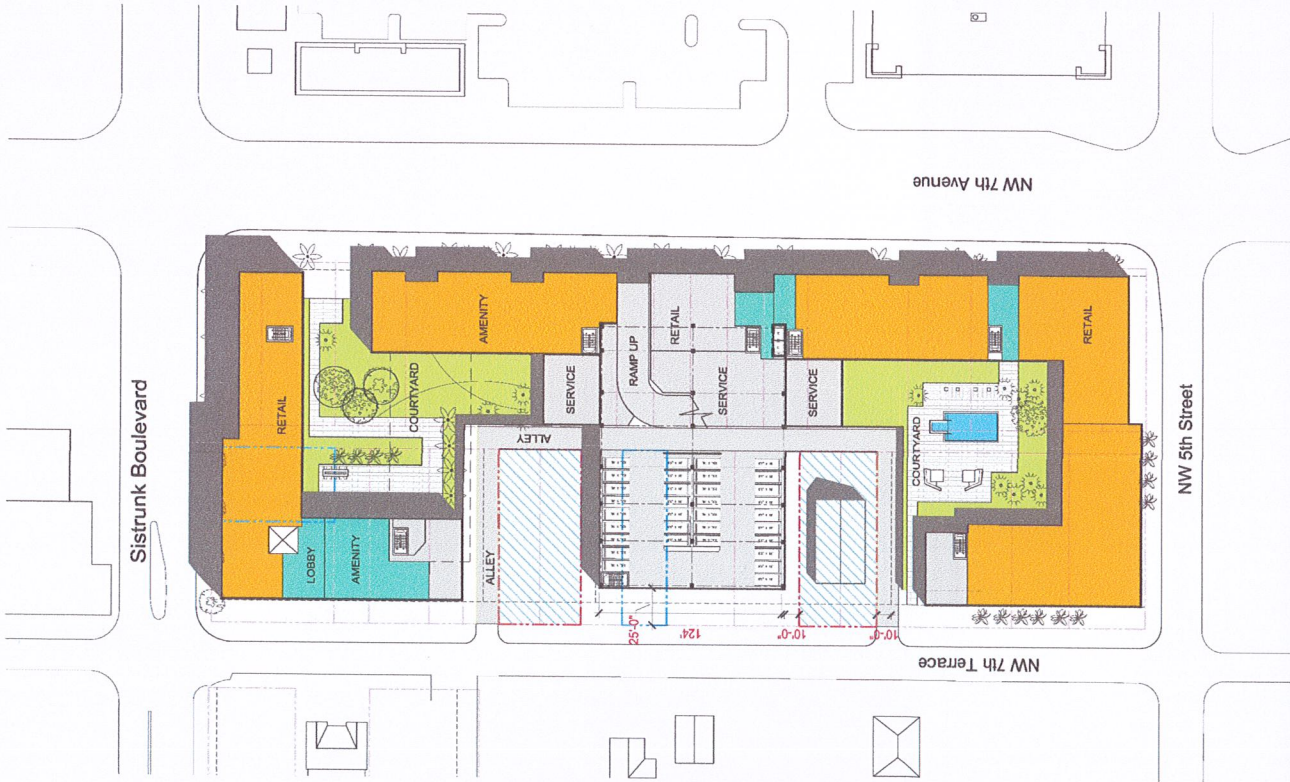 NW 7th Avenue
Sistrunk Boulevard
RETAIL
AMENITY
COURTYARD
SERVICE
RAMP UP
RETAIL
SERVICE
SERVICE
RETAIL
COURTYARD
NW 5th Street
ALLEY
LOBBY
AMENITY
ALLEY
25'-0"
124'
10'-0"
10'-0"
NW 7th Terrace